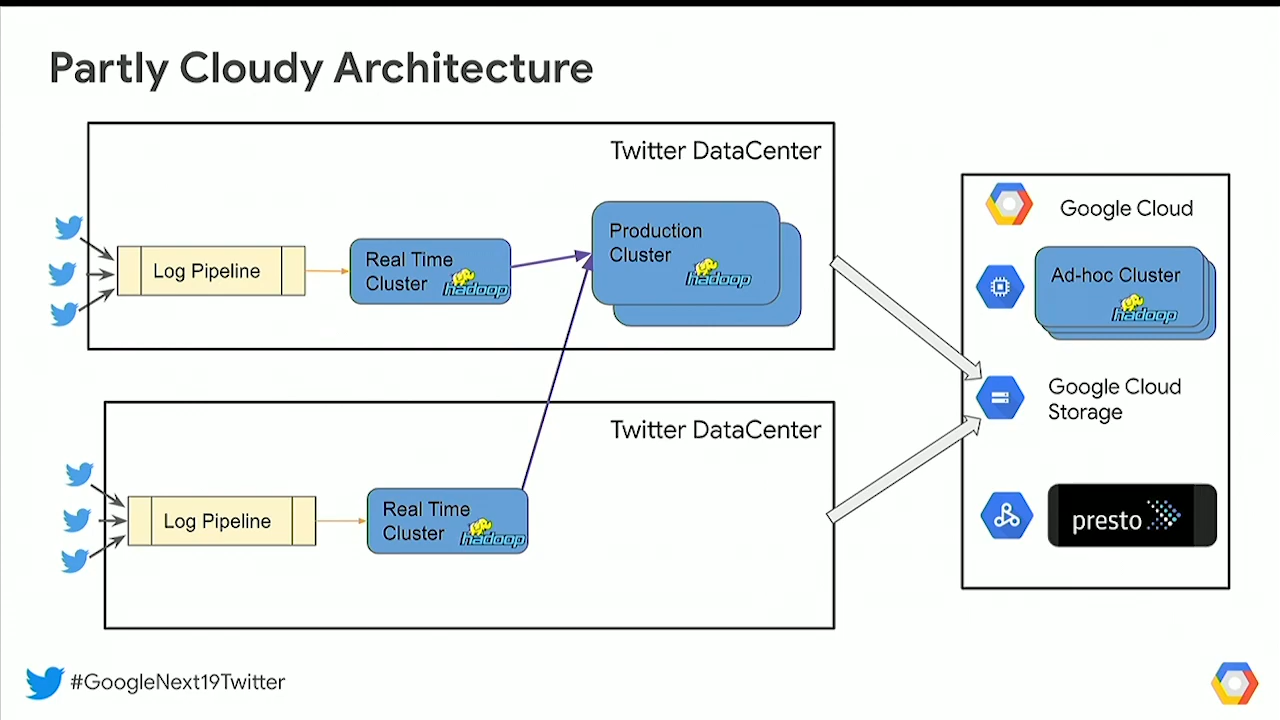 Partly Cloudy Architecture
Twitter DataCenter
Log Pipeline
Real Time
Cluster
hadoop
Production
Cluster
hadoop
Google Cloud
Ad-hoc Cluster
hadoop
Google Cloud
Storage
presto
Twitter DataCenter
Log Pipeline
Real Time
Cluster
hadoop
#GoogleNext19Twitter